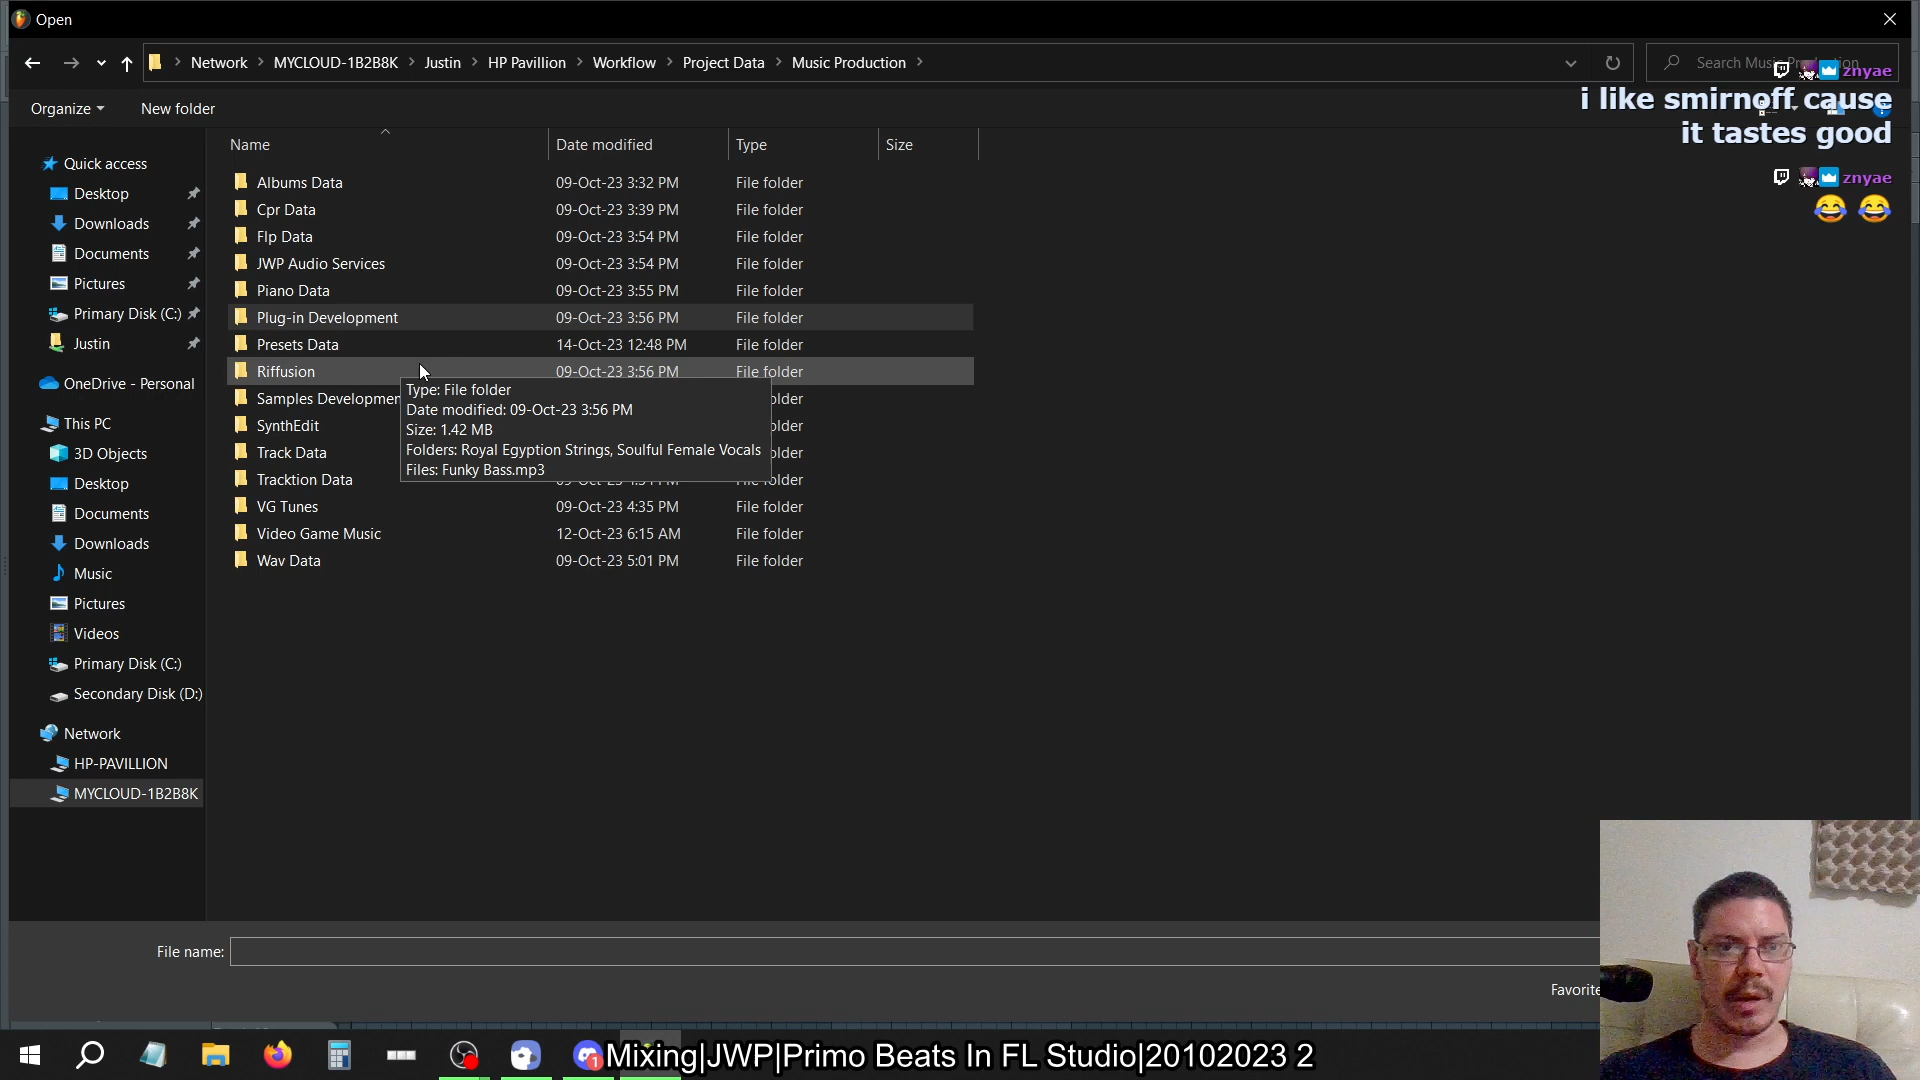 Open
Network > MYCLOUD-1B2B8K > Justin > HP Pavillion > Workflow > Project Data > Music Production >
Search Music
znyae
i like smirnoff cause
it tastes good
znyae
😂 😂
Organize
New folder
Name Date modified Type Size
Quick access
Desktop
Downloads
Documents
Pictures
Primary Disk (C:)
Justin
OneDrive - Personal
This PC
3D Objects
Desktop
Documents
Downloads
Music
Pictures
Videos
Primary Disk (C:)
Secondary Disk (D:)
Network
HP-PAVILLION
MYCLOUD-1B2B8K
Albums Data 09-Oct-23 3:32 PM File folder
Cpr Data 09-Oct-23 3:39 PM File folder
Flp Data 09-Oct-23 3:54 PM File folder
JWP Audio Services 09-Oct-23 3:54 PM File folder
Piano Data 09-Oct-23 3:55 PM File folder
Plug-in Development 09-Oct-23 3:56 PM File folder
Presets Data 14-Oct-23 12:48 PM File folder
Riffusion 09-Oct-23 3:56 PM File folder
Samples Developmen
SynthEdit
Track Data
Tracktion Data
VG Tunes 09-Oct-23 4:35 PM File folder
Video Game Music 12-Oct-23 6:15 AM File folder
Wav Data 09-Oct-23 5:01 PM File folder
Type: File folder
Date modified: 09-Oct-23 3:56 PM
Size: 1.42 MB
Folders: Royal Egyption Strings, Soulful Female Vocals
Files: Funky Bass.mp3
File name:
Favorite
1
Mixing|JWP|Primo Beats In FL Studio|20102023 2